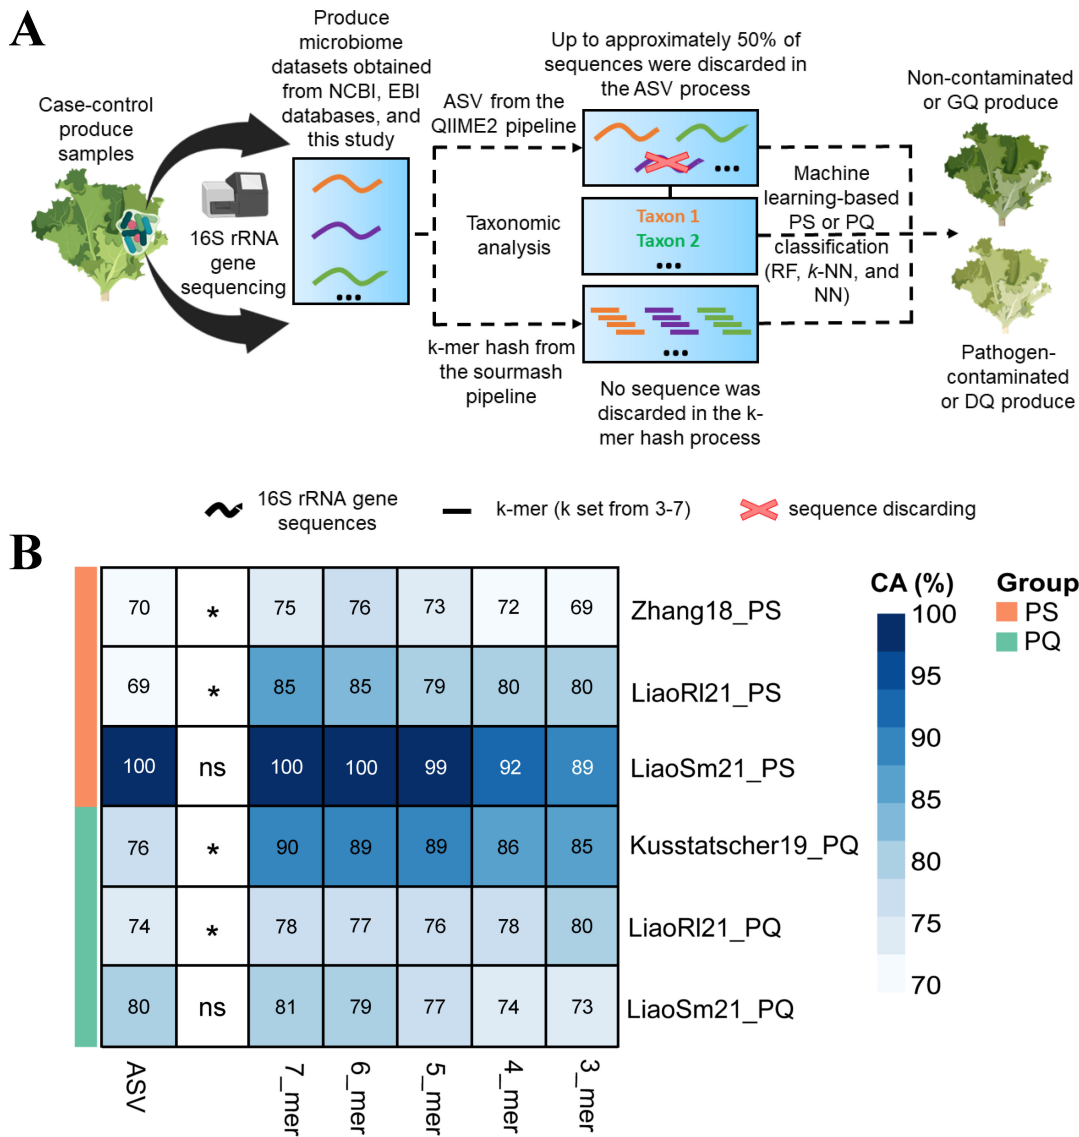 A
Case-control
produce
samples
16S rRNA
gene
sequencing
Produce
microbiome
datasets obtained
from NCBI, EBI
databases, and
this study
...
ASV from the
QIIME2 pipeline
Taxonomic
analysis
k-mer hash from
the sourmash
pipeline
Up to approximately 50% of
sequences were discarded in
the ASV process
...
Taxon 1
Taxon 2
...
...
No sequence was
discarded in the k-
mer hash process
Machine
learning-based
PS or PQ
classification
(RF, k-NN, and
NN)
Non-contaminated
or GQ produce
Pathogen-
contaminated
or DQ produce
16S rRNA gene
sequences
k-mer (k set from 3-7)
sequence discarding
B
70 * 75 76 73 72 69 Zhang18_PS
69 * 85 85 79 80 80 LiaoRl21_PS
100 ns 100 100 99 92 89 LiaoSm21_PS
76 * 90 89 89 86 85 Kusstatscher19_PQ
74 * 78 77 76 78 80 LiaoRl21_PQ
80 ns 81 79 77 74 73 LiaoSm21_PQ
ASV 7_mer 6_mer 5_mer 4_mer 3_mer
CA (%)
100
95
90
85
80
75
70
Group
PS
PQ